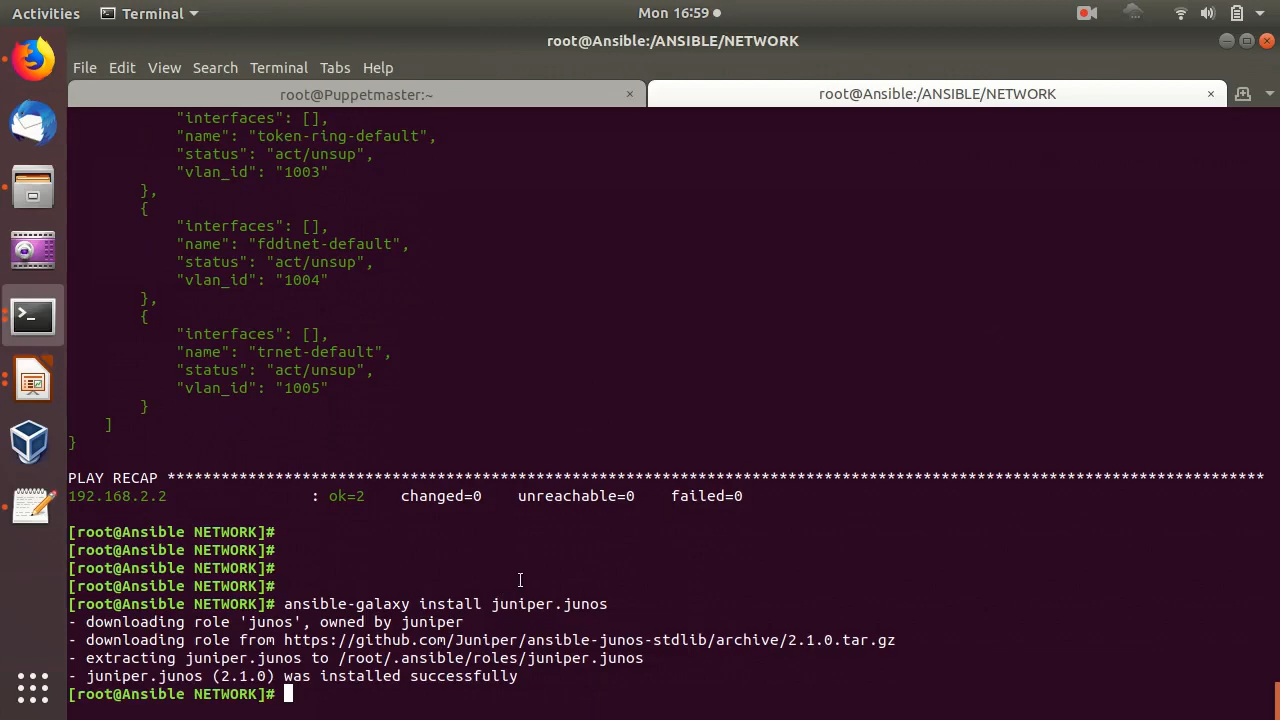 Activities Terminal Mon 16:59
root@Ansible:/ANSIBLE/NETWORK
File Edit View Search Terminal Tabs Help
root@Puppetmaster:~ × root@Ansible:/ANSIBLE/NETWORK ×
"interfaces": [],
"name": "token-ring-default",
"status": "act/unsup",
"vlan_id": "1003"
},
{
"interfaces": [],
"name": "fddinet-default",
"status": "act/unsup",
"vlan_id": "1004"
},
{
"interfaces": [],
"name": "trnet-default",
"status": "act/unsup",
"vlan_id": "1005"
}
]
}
PLAY RECAP **************************************************************************************************************************
192.168.2.2 : ok=2 changed=0 unreachable=0 failed=0
[root@Ansible NETWORK]#
[root@Ansible NETWORK]#
[root@Ansible NETWORK]#
[root@Ansible NETWORK]#
[root@Ansible NETWORK]# ansible-galaxy install juniper.junos
- downloading role 'junos', owned by juniper
- downloading role from https://github.com/Juniper/ansible-junos-stdlib/archive/2.1.0.tar.gz
- extracting juniper.junos to /root/.ansible/roles/juniper.junos
- juniper.junos (2.1.0) was installed successfully
[root@Ansible NETWORK]#